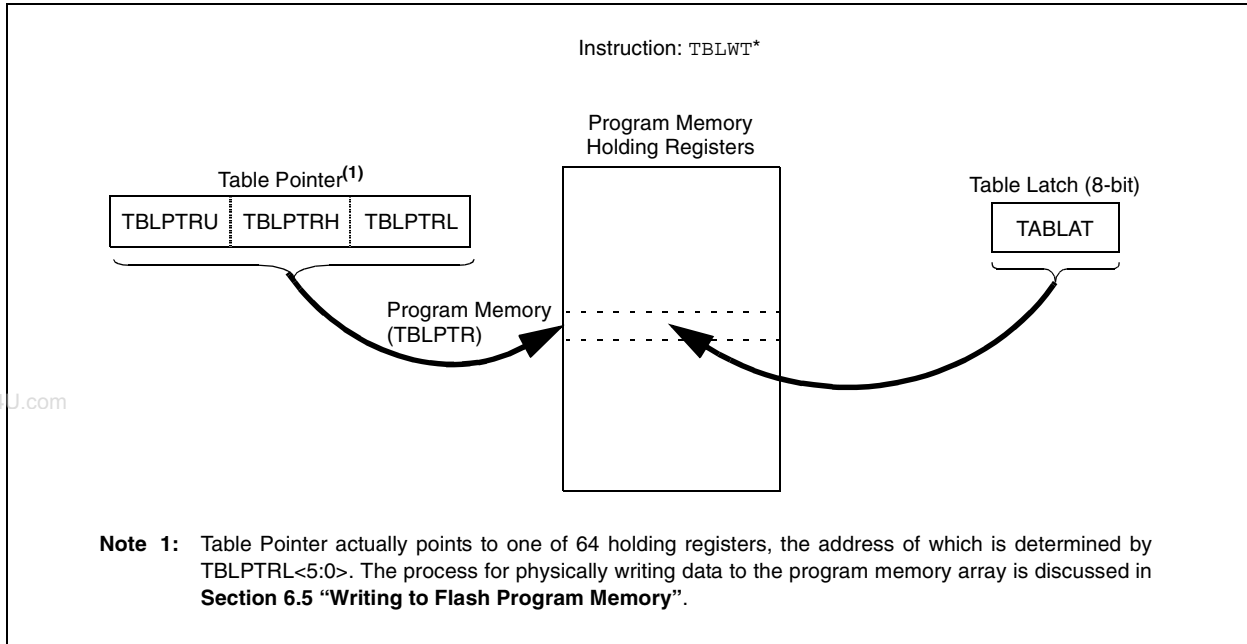 Instruction: TBLWT*
Program Memory
Holding Registers
Table Pointer(1)
Table Latch (8-bit)
TBLPTRU TBLPTRH TBLPTRL
TABLAT
Program Memory
(TBLPTR)
4U.com
Note 1: Table Pointer actually points to one of 64 holding registers, the address of which is determined by
TBLPTRL<5:0>. The process for physically writing data to the program memory array is discussed in
Section 6.5 “Writing to Flash Program Memory”.